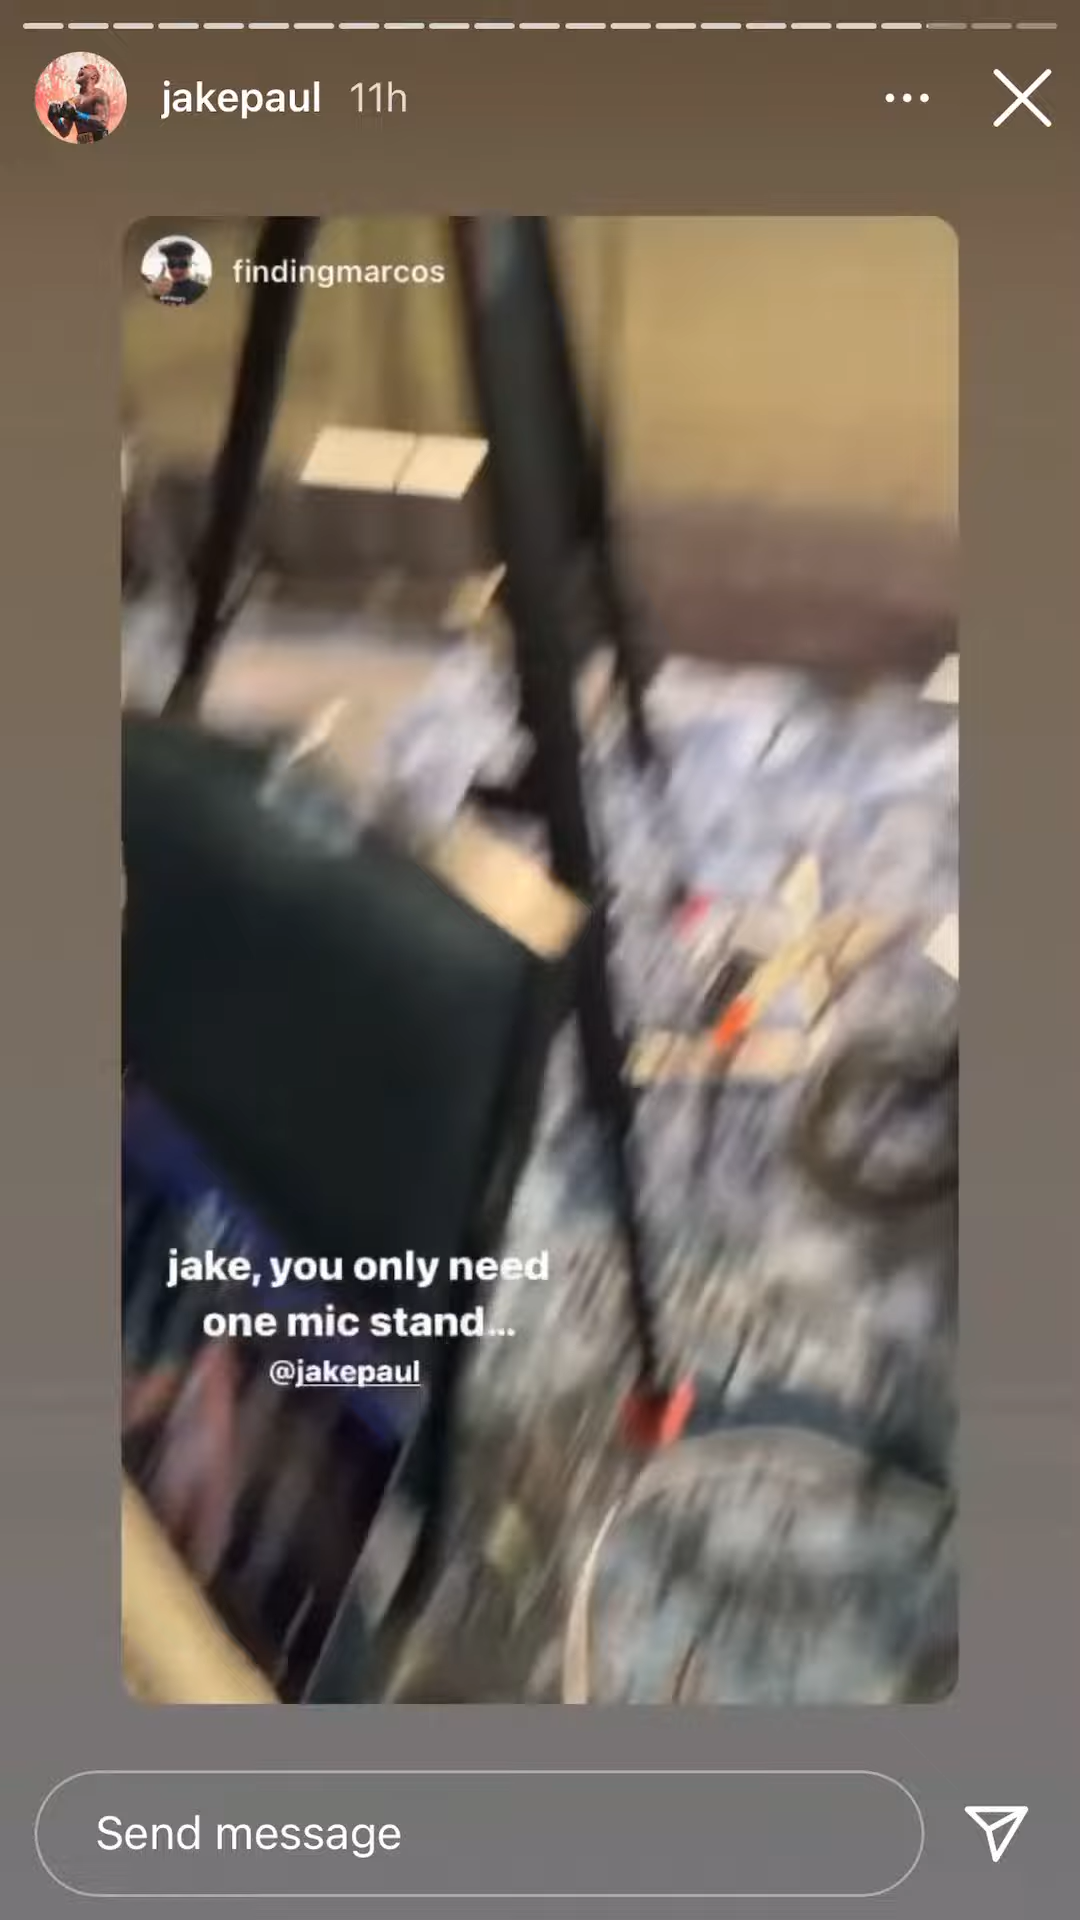 jakepaul 11h
findingmarcos
jake, you only need
one mic stand...
@jakepaul
Send message